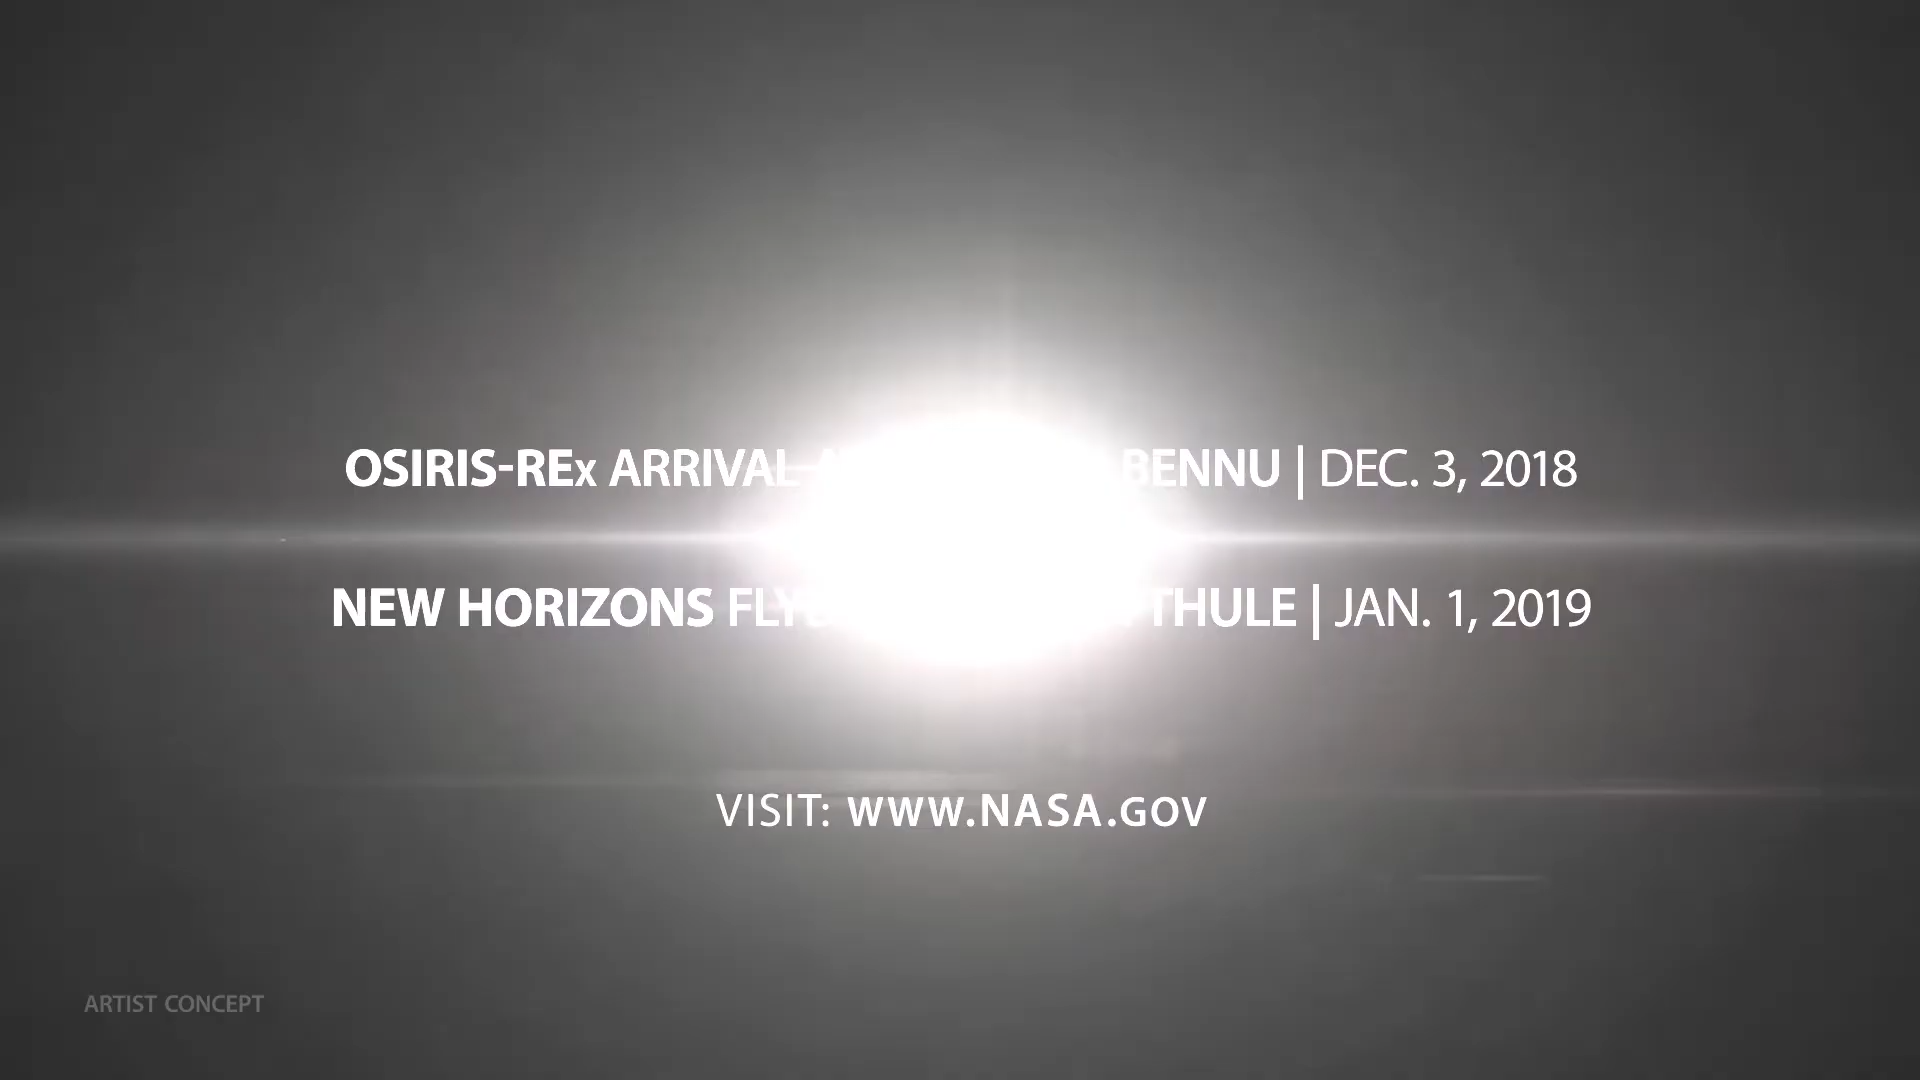 OSIRIS-REx ARRIVAL BENNU | DEC. 3, 2018
NEW HORIZONS THULE | JAN. 1, 2019
VISIT: WWW.NASA.GOV
ARTIST CONCEPT